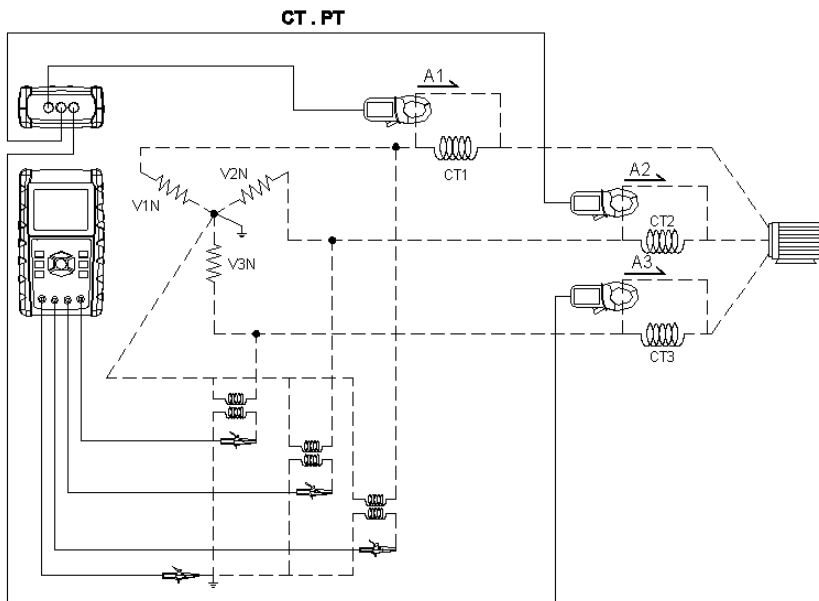 CT . PT
A1
CT1
V1N
V2N
A2
CT2
V3N
A3
CT3